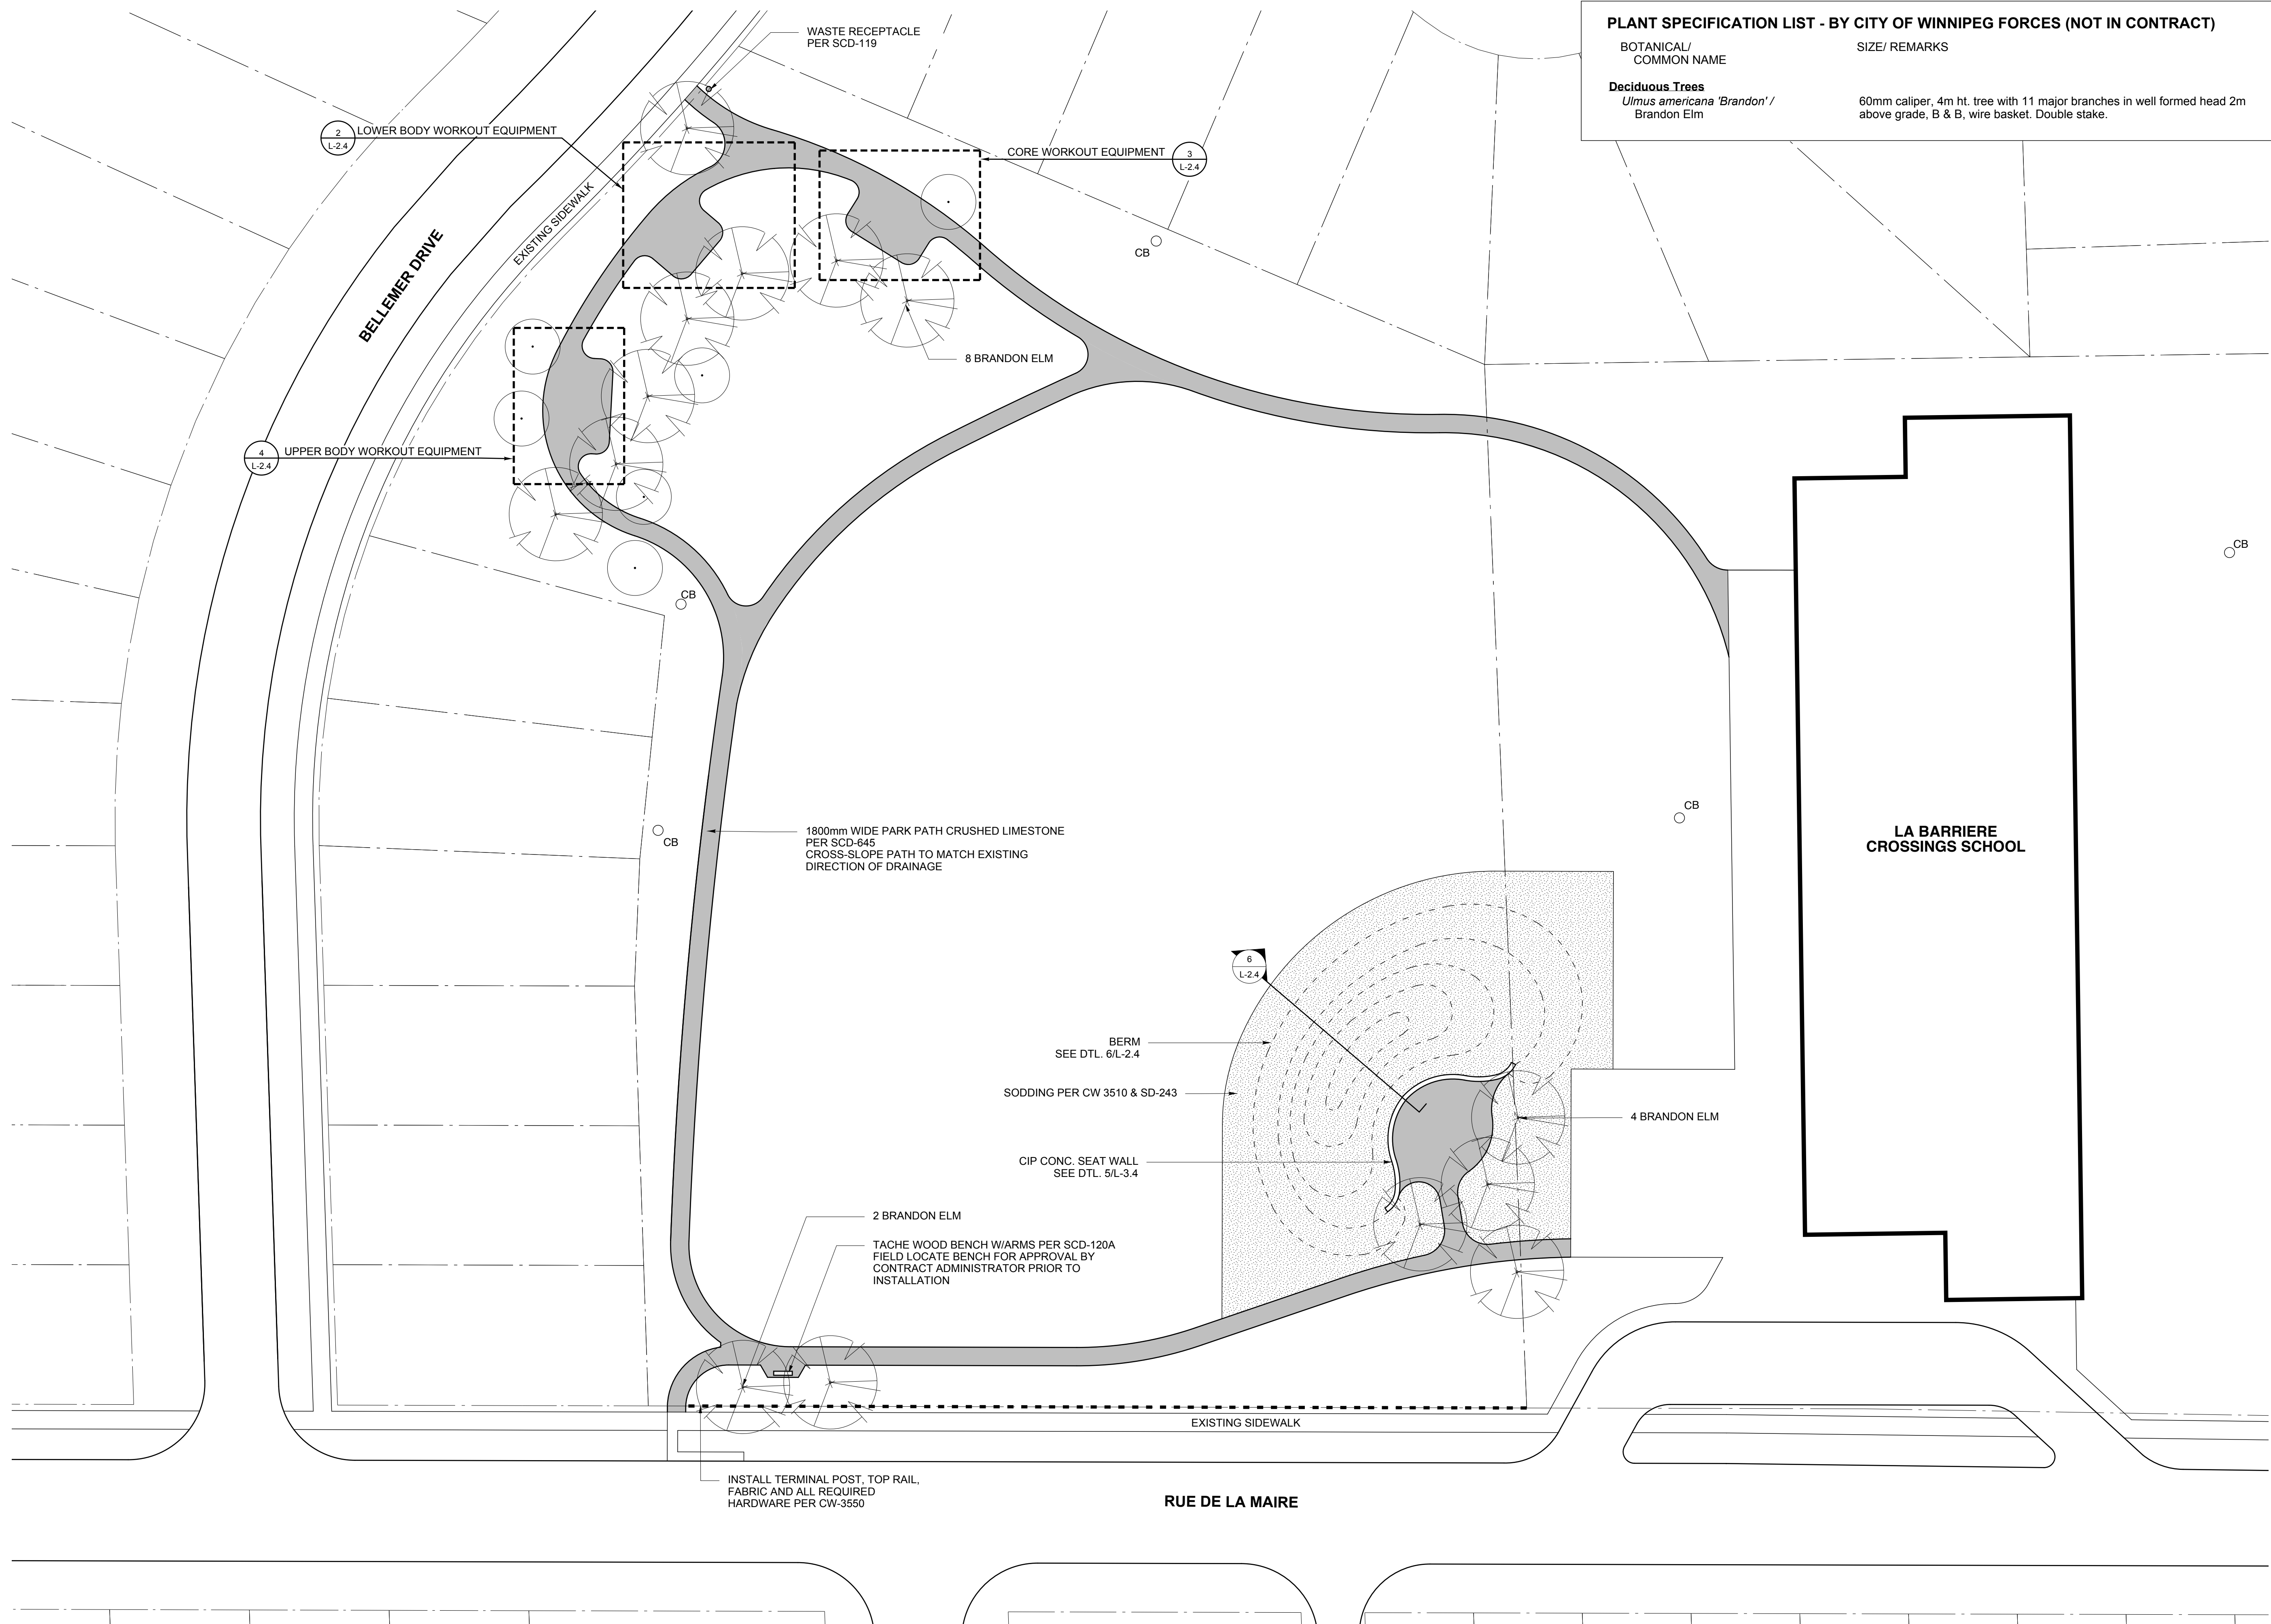 PLANT SPECIFICATION LIST - BY CITY OF WINNIPEG FORCES (NOT IN CONTRACT)
BOTANICAL/
COMMON NAME
SIZE/ REMARKS
Deciduous Trees
Ulmus americana 'Brandon' /
Brandon Elm
60mm caliper, 4m ht. tree with 11 major branches in well formed head 2m
above grade, B & B, wire basket. Double stake.
WASTE RECEPTACLE
PER SCD-119
2
L-2.4
LOWER BODY WORKOUT EQUIPMENT
CORE WORKOUT EQUIPMENT
3
L-2.4
EXISTING SIDEWALK
BELLEMER DRIVE
CB
8 BRANDON ELM
4
L-2.4
UPPER BODY WORKOUT EQUIPMENT
CB
CB
CB
CB
1800mm WIDE PARK PATH CRUSHED LIMESTONE
PER SCD-645
CROSS-SLOPE PATH TO MATCH EXISTING
DIRECTION OF DRAINAGE
LA BARRIERE
CROSSINGS SCHOOL
6
L-2.4
BERM
SEE DTL. 6/L-2.4
SODDING PER CW 3510 & SD-243
4 BRANDON ELM
CIP CONC. SEAT WALL
SEE DTL. 5/L-3.4
2 BRANDON ELM
TACHE WOOD BENCH W/ARMS PER SCD-120A
FIELD LOCATE BENCH FOR APPROVAL BY
CONTRACT ADMINISTRATOR PRIOR TO
INSTALLATION
EXISTING SIDEWALK
INSTALL TERMINAL POST, TOP RAIL,
FABRIC AND ALL REQUIRED
HARDWARE PER CW-3550
RUE DE LA MAIRE